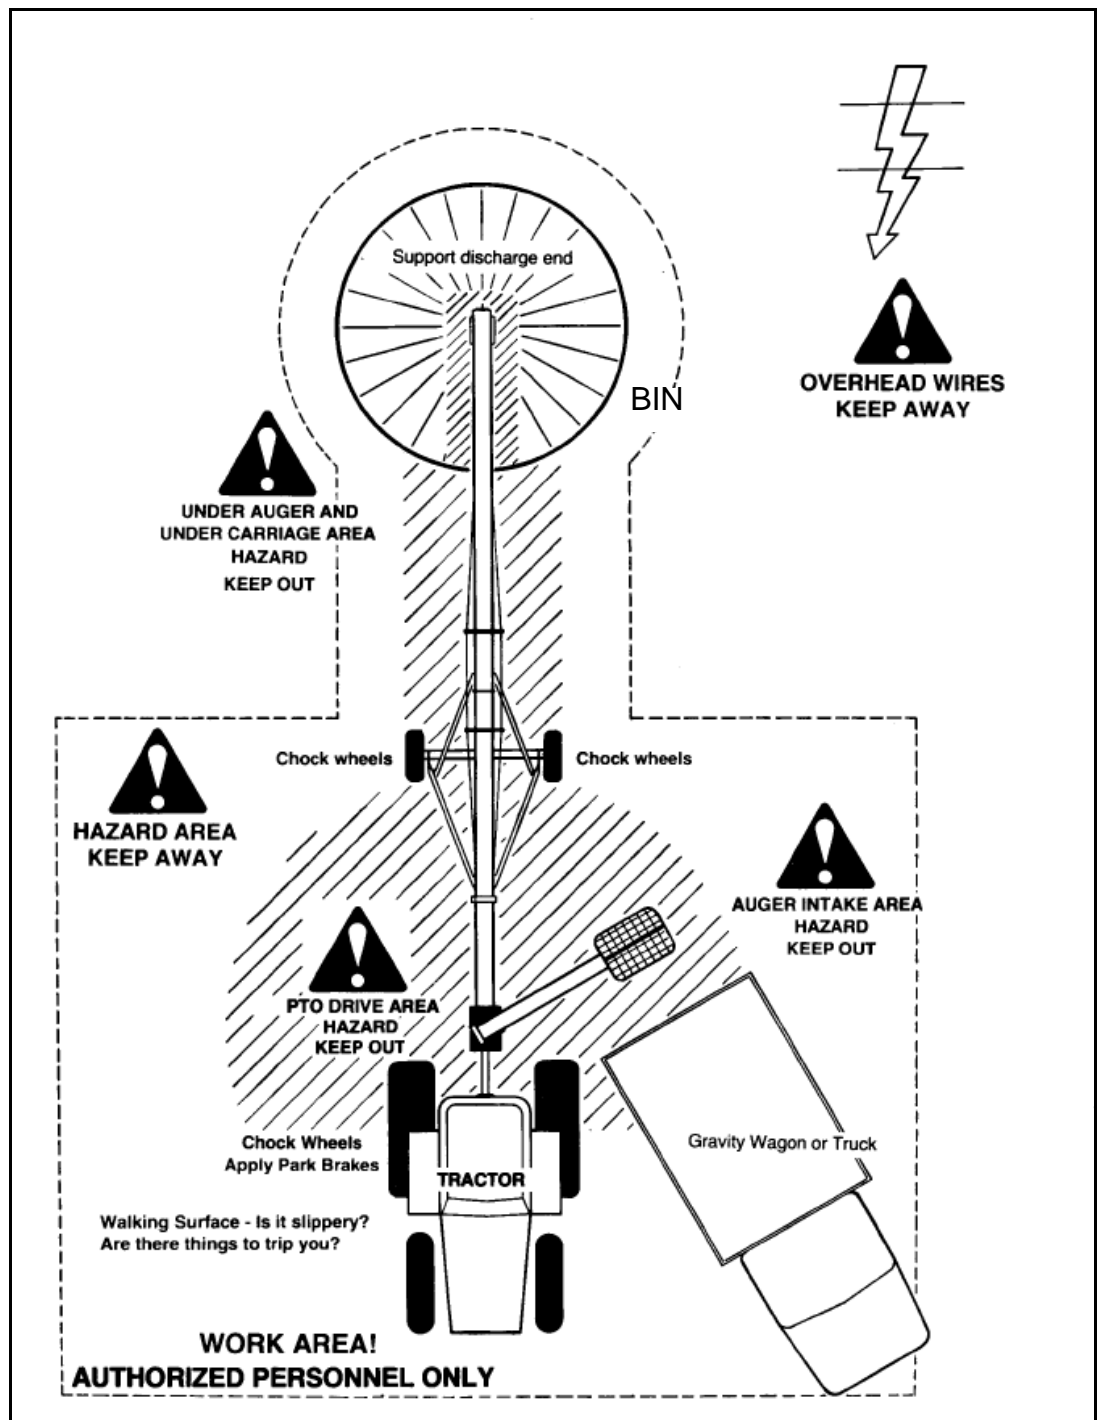 Support discharge end
BIN
OVERHEAD WIRES
KEEP AWAY
UNDER AUGER AND
UNDER CARRIAGE AREA
HAZARD
KEEP OUT
Chock wheels
Chock wheels
HAZARD AREA
KEEP AWAY
AUGER INTAKE AREA
HAZARD
KEEP OUT
PTO DRIVE AREA
HAZARD
KEEP OUT
Chock Wheels
Apply Park Brakes
TRACTOR
Gravity Wagon or Truck
Walking Surface - Is it slippery?
Are there things to trip you?
WORK AREA!
AUTHORIZED PERSONNEL ONLY